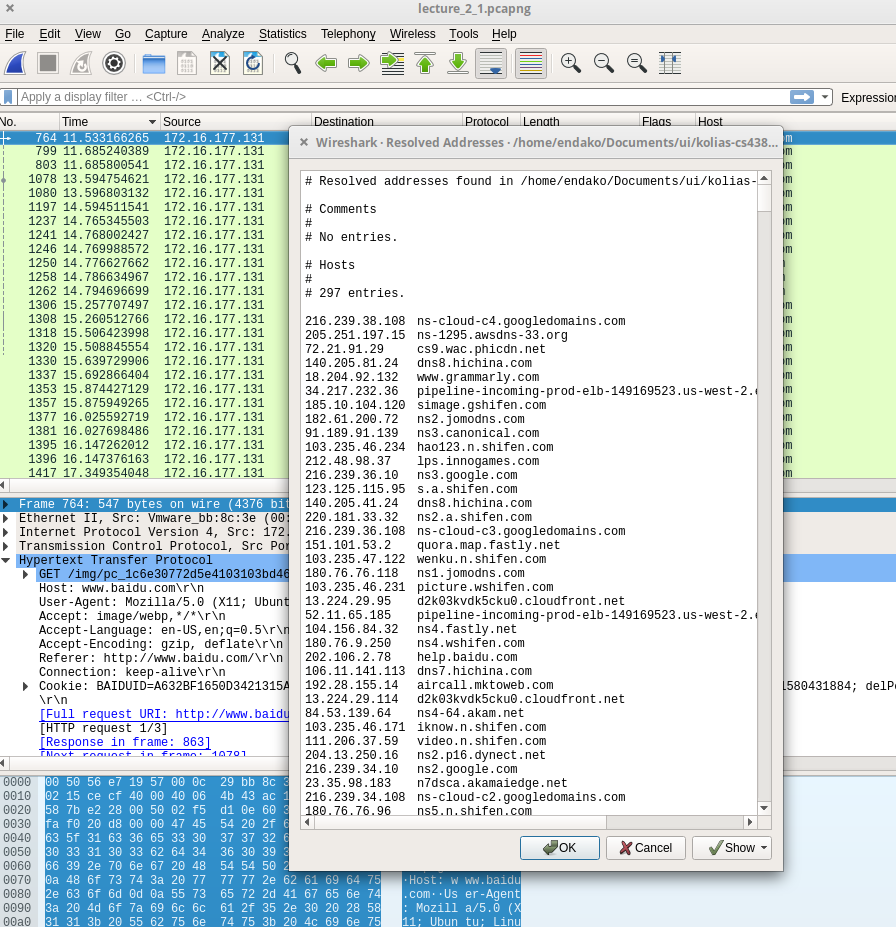 lecture_2_1.pcapng
File Edit View Go Capture Analyze Statistics Telephony Wireless Tools Help
Apply a display filter … <Ctrl-/>
Expression
No. Time Source Destination Protocol Length Flags Host
764 11.533166265 172.16.177.131
799 11.685240389 172.16.177.131
803 11.685800541 172.16.177.131
1078 13.594754621 172.16.177.131
1080 13.596803132 172.16.177.131
1197 14.594511541 172.16.177.131
1237 14.765345503 172.16.177.131
1241 14.768002427 172.16.177.131
1246 14.769988572 172.16.177.131
1250 14.776627662 172.16.177.131
1258 14.786634967 172.16.177.131
1262 14.794696699 172.16.177.131
1306 15.257707497 172.16.177.131
1308 15.260512766 172.16.177.131
1318 15.506423998 172.16.177.131
1320 15.508845554 172.16.177.131
1330 15.639729906 172.16.177.131
1337 15.692866404 172.16.177.131
1353 15.874427129 172.16.177.131
1357 15.875949265 172.16.177.131
1377 16.025592719 172.16.177.131
1381 16.027698486 172.16.177.131
1395 16.147262012 172.16.177.131
1396 16.147376163 172.16.177.131
1417 17.349354048 172.16.177.131
Frame 764: 547 bytes on wire (4376 bit
Ethernet II, Src: Vmware_bb:8c:3e (00:
Internet Protocol Version 4, Src: 172.
Transmission Control Protocol, Src Por
Hypertext Transfer Protocol
GET /img/pc_1c6e30772d5e4103103bd46
Host: www.baidu.com\r\n
User-Agent: Mozilla/5.0 (X11; Ubunt
Accept: image/webp,*/*\r\n
Accept-Language: en-US,en;q=0.5\r\n
Accept-Encoding: gzip, deflate\r\n
Referer: http://www.baidu.com/\r\n
Connection: keep-alive\r\n
Cookie: BAIDUID=A632BF1650D3421315A
1580431884; delPe
\r\n
[Full request URI: http://www.baidu
[HTTP request 1/3]
[Response in frame: 863]
[Next request in frame: 1078]
0000 00 50 56 e7 19 57 00 0c 29 bb 8c 3
0010 02 15 ce cf 40 00 40 06 4b 43 ac 1
0020 58 7b e2 28 00 50 02 f5 d1 0e 60 3
0030 fa f0 20 d8 00 00 47 45 54 20 2f 6
0040 63 5f 31 63 36 65 33 30 37 37 32 6
0050 30 33 31 30 33 62 64 34 36 30 39 3
0060 66 39 2e 70 6e 67 20 48 54 54 50 2
0070 0a 48 6f 73 74 3a 20 77 77 77 2e 62 61 69 64 75 ·Host: w ww.baidu
0080 2e 63 6f 6d 0d 0a 55 73 65 72 2d 41 67 65 6e 74 .com··Us er-Agent
0090 3a 20 4d 6f 7a 69 6c 6c 61 2f 35 2e 30 20 28 58 : Mozill a/5.0 (X
00a0 31 31 3b 20 55 62 75 6e 74 75 3b 20 4c 69 6e 75 11; Ubun tu; Linu
Wireshark · Resolved Addresses · /home/endako/Documents/ui/kolias-cs438...
# Resolved addresses found in /home/endako/Documents/ui/kolias-
# Comments
#
# No entries.
# Hosts
#
# 297 entries.
216.239.38.108 ns-cloud-c4.googledomains.com
205.251.197.15 ns-1295.awsdns-33.org
72.21.91.29 cs9.wac.phicdn.net
140.205.81.24 dns8.hichina.com
18.204.92.132 www.grammarly.com
34.217.232.36 pipeline-incoming-prod-elb-149169523.us-west-2.e
185.10.104.120 simage.gshifen.com
182.61.200.72 ns2.jomodns.com
91.189.91.139 ns3.canonical.com
103.235.46.234 hao123.n.shifen.com
212.48.98.37 lps.innogames.com
216.239.36.10 ns3.google.com
123.125.115.95 s.a.shifen.com
140.205.41.24 dns8.hichina.com
220.181.33.32 ns2.a.shifen.com
216.239.36.108 ns-cloud-c3.googledomains.com
151.101.53.2 quora.map.fastly.net
103.235.47.122 wenku.n.shifen.com
180.76.76.118 ns1.jomodns.com
103.235.46.231 picture.wshifen.com
13.224.29.95 d2k03kvdk5cku0.cloudfront.net
52.11.65.185 pipeline-incoming-prod-elb-149169523.us-west-2.e
104.156.84.32 ns4.fastly.net
180.76.9.250 ns4.wshifen.com
202.106.2.78 help.baidu.com
106.11.141.113 dns7.hichina.com
192.28.155.14 aircall.mktoweb.com
13.224.29.114 d2k03kvdk5cku0.cloudfront.net
84.53.139.64 ns4-64.akam.net
103.235.46.171 iknow.n.shifen.com
111.206.37.59 video.n.shifen.com
204.13.250.16 ns2.p16.dynect.net
216.239.34.10 ns2.google.com
23.35.98.183 n7dsca.akamaiedge.net
216.239.34.108 ns-cloud-c2.googledomains.com
180.76.76.96 ns5.n.shifen.com
OK Cancel Show